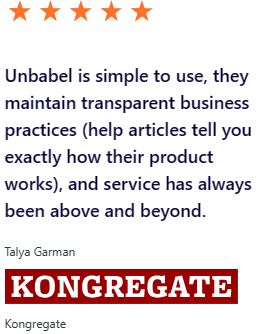 Unbabel is simple to use, they
maintain transparent business
practices (help articles tell you
exactly how their product
works), and service has always
been above and beyond.
Talya Garman
KONGREGATE
Kongregate